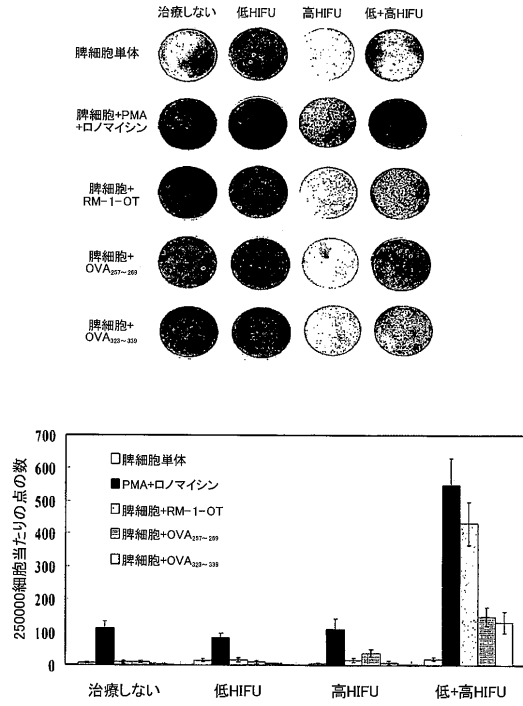 治療しない 低HIFU 高HIFU 低+高HIFU
脾細胞単体
脾細胞+PMA
+ロノマイシン
脾細胞+
RM-1-OT
脾細胞+
OVA257~269
脾細胞+
OVA323~339
250000細胞当たりの点の数
700
600
500
400
300
200
100
0
脾細胞単体
PMA+ロノマイシン
脾細胞+RM-1-OT
脾細胞+OVA257~269
脾細胞+OVA323~339
治療しない 低HIFU 高HIFU 低+高HIFU